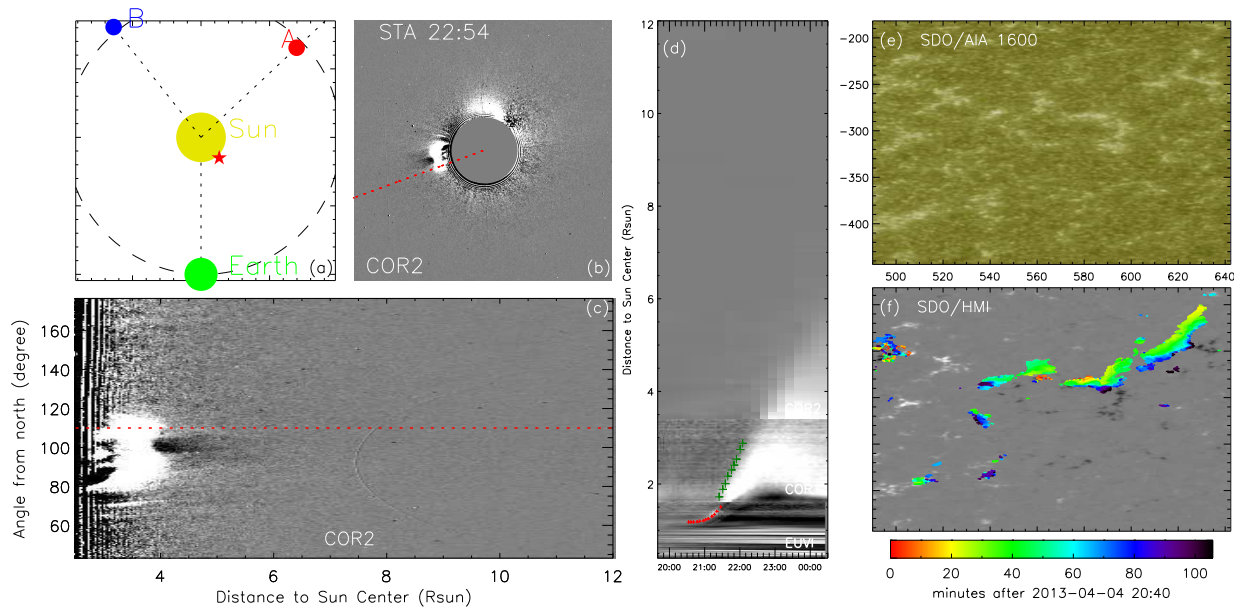 B
A
Sun
Earth
(a)
STA 22:54
COR2
(b)
(c)
160
140
120
100
80
60
Angle from north (degree)
COR2
4
6
8
10
12
Distance to Sun Center (Rsun)
(d)
12
10
8
6
4
2
Distance to Sun Center (Rsun)
COR2
COR
EUVI
20:00
21:00
22:00
23:00
00:00
(e) SDO/AIA 1600
-200
-250
-300
-350
-400
500
520
540
560
580
600
620
640
(f) SDO/HMI
0
20
40
60
80
100
minutes after 2013-04-04 20:40